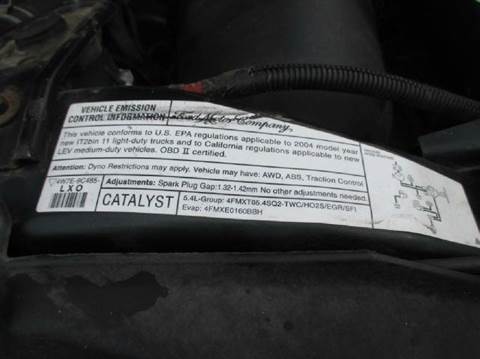 VEHICLE EMISSION
CONTROL INFORMATION
Ford Motor Company
This vehicle conforms to U.S. EPA regulations applicable to 2004 model year
new IT2bin 11 light-duty trucks and to California regulations applicable to new
LEV medium-duty vehicles. OBD II certified.
Attention: Dyno Restrictions may apply. Vehicle may have: AWD, ABS, Traction Control
4W7E-9C485-
LXO
Adjustments: Spark Plug Gap:1.32-1.42mm No other adjustments needed.
CATALYST
5.4L-Group: 4FMXT05.4SQ2-TWC/HO2S/EGR/SFI
Evap: 4FMXE0160BBH